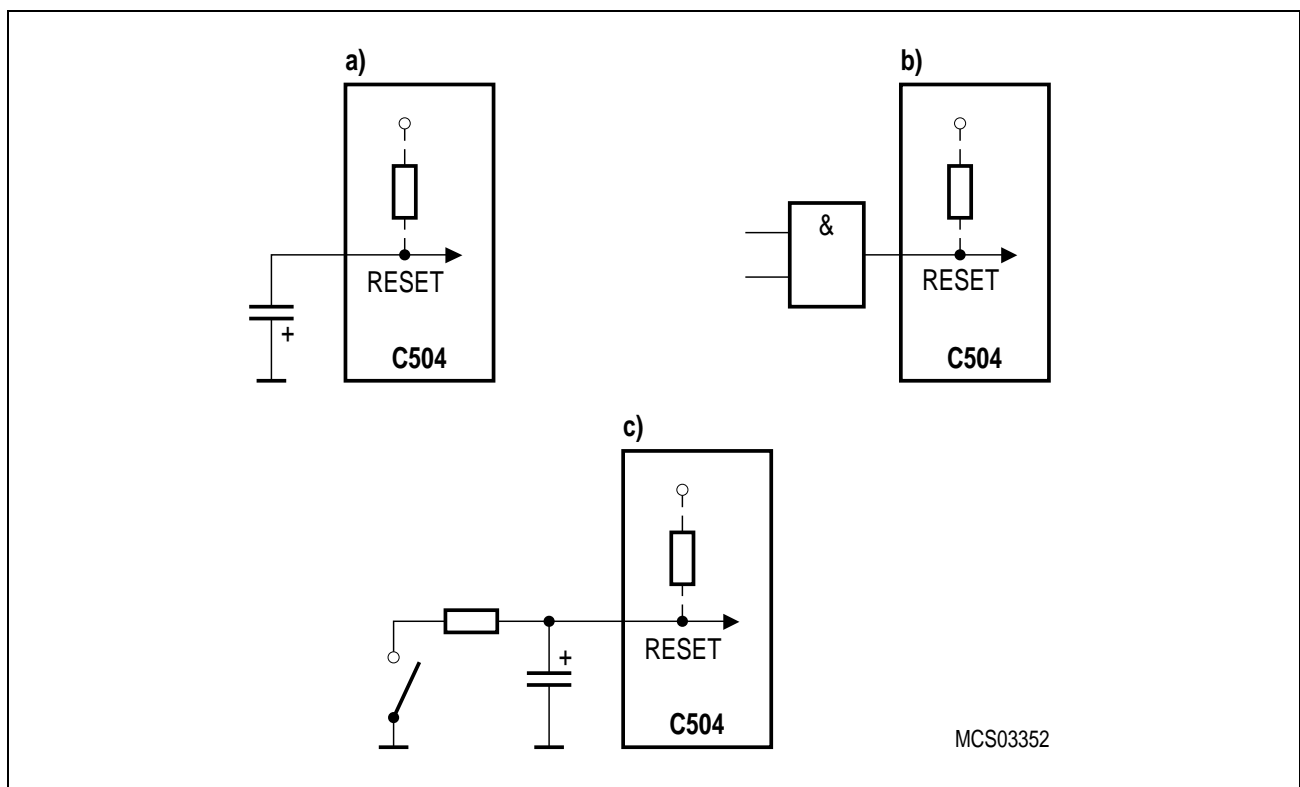 a)
+
RESET
C504
b)
&
RESET
C504
c)
+
RESET
C504
MCS03352